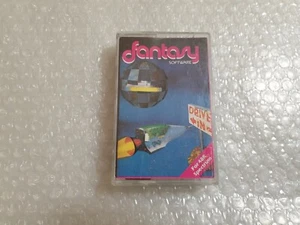 fantasy
SOFTWARE
DRIVE
IN
For 48K
Spectrum